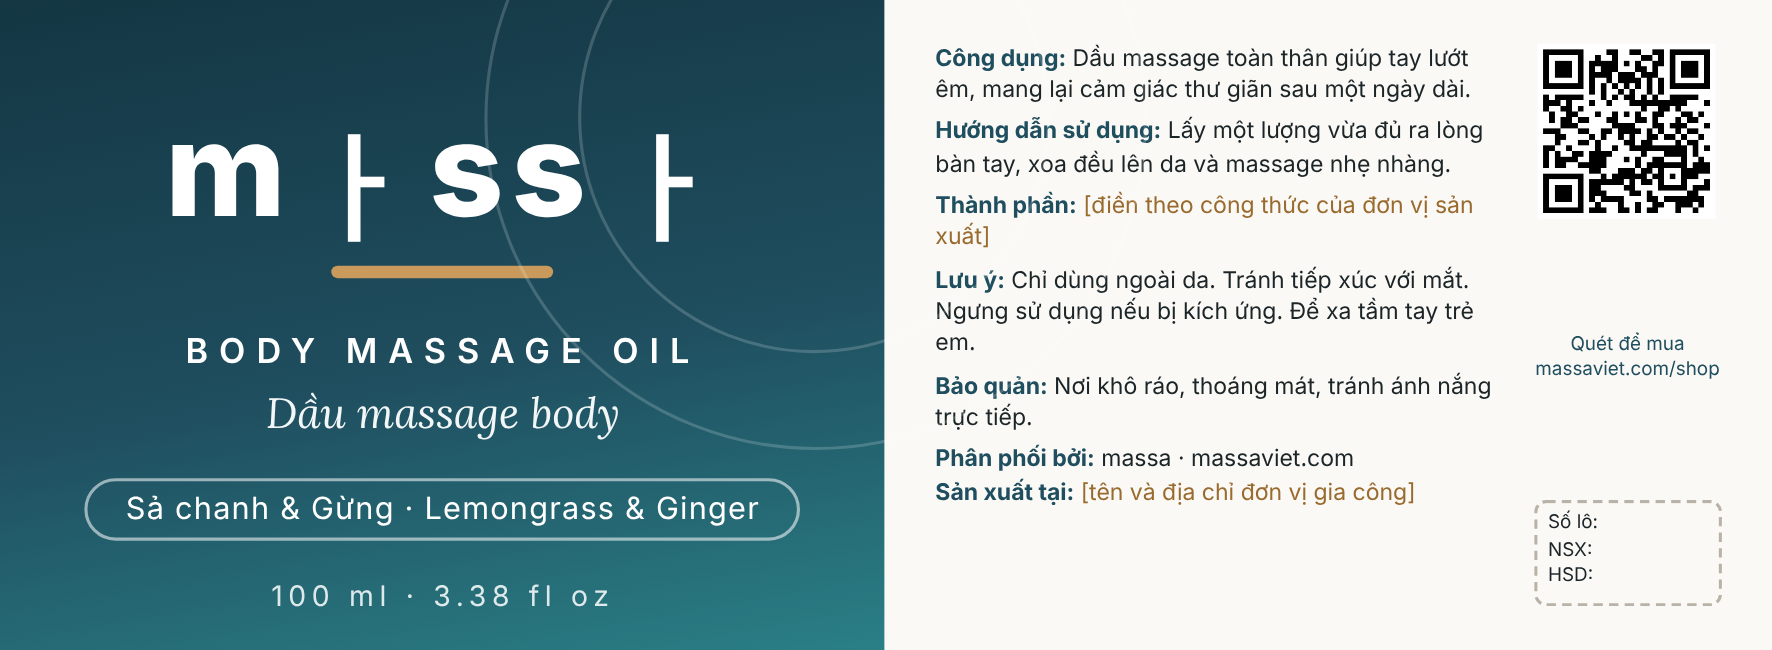 m ├ ss ├
BODY MASSAGE OIL
Dầu massage body
Sả chanh & Gừng · Lemongrass & Ginger
100 ml · 3.38 fl oz
Công dụng: Dầu massage toàn thân giúp tay lướt
êm, mang lại cảm giác thư giãn sau một ngày dài.
Hướng dẫn sử dụng: Lấy một lượng vừa đủ ra lòng
bàn tay, xoa đều lên da và massage nhẹ nhàng.
Thành phần: [điền theo công thức của đơn vị sản
xuất]
Lưu ý: Chỉ dùng ngoài da. Tránh tiếp xúc với mắt.
Ngưng sử dụng nếu bị kích ứng. Để xa tầm tay trẻ
em.
Bảo quản: Nơi khô ráo, thoáng mát, tránh ánh nắng
trực tiếp.
Phân phối bởi: massa · massaviet.com
Sản xuất tại: [tên và địa chỉ đơn vị gia công]
Quét để mua
massaviet.com/shop
Số lô:
NSX:
HSD: